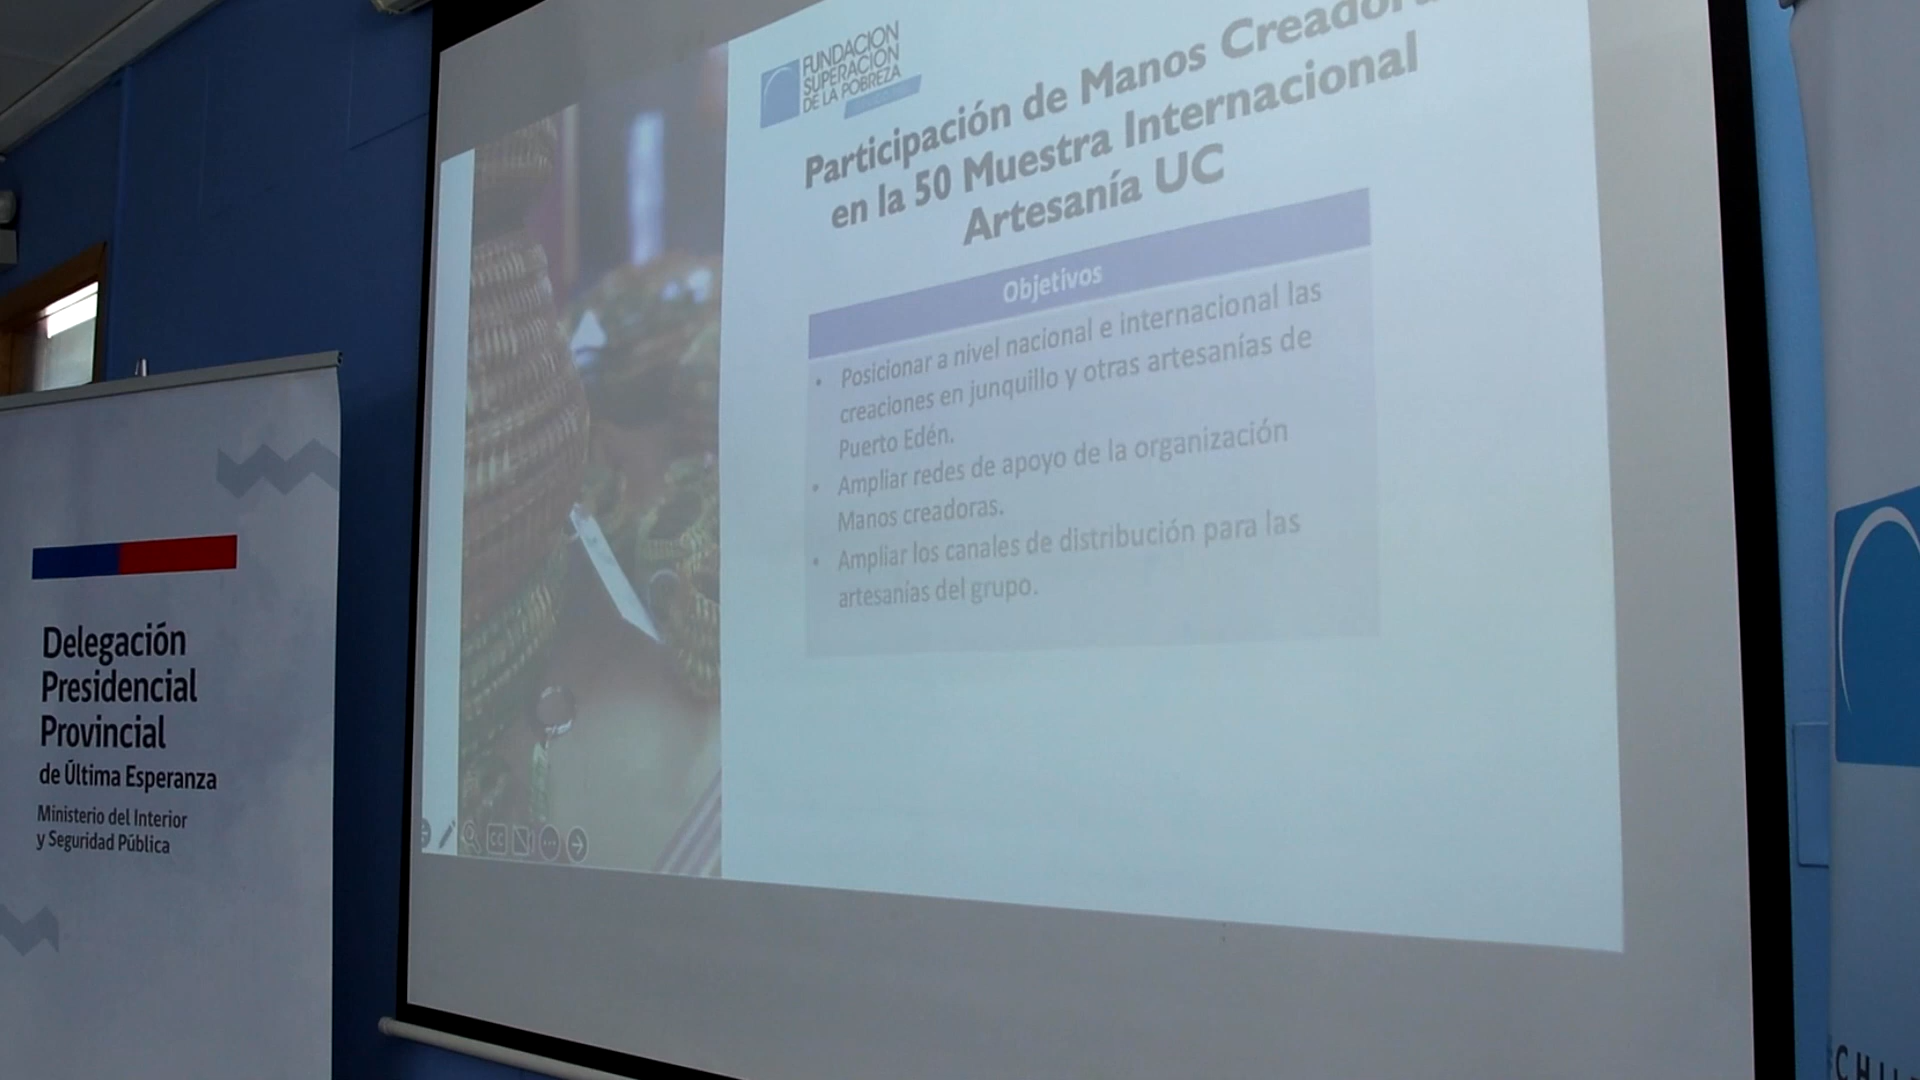 FUNDACION
SUPERACION
DE LA POBREZA
Participación de Manos Creadora
en la 50 Muestra Internacional
Artesanía UC
Objetivos
• Posicionar a nivel nacional e internacional las
creaciones en junquillo y otras artesanías de
Puerto Edén.
• Ampliar redes de apoyo de la organización
Manos creadoras.
• Ampliar los canales de distribución para las
artesanías del grupo.
CC
Delegación
Presidencial
Provincial
de Última Esperanza
Ministerio del Interior
y Seguridad Pública